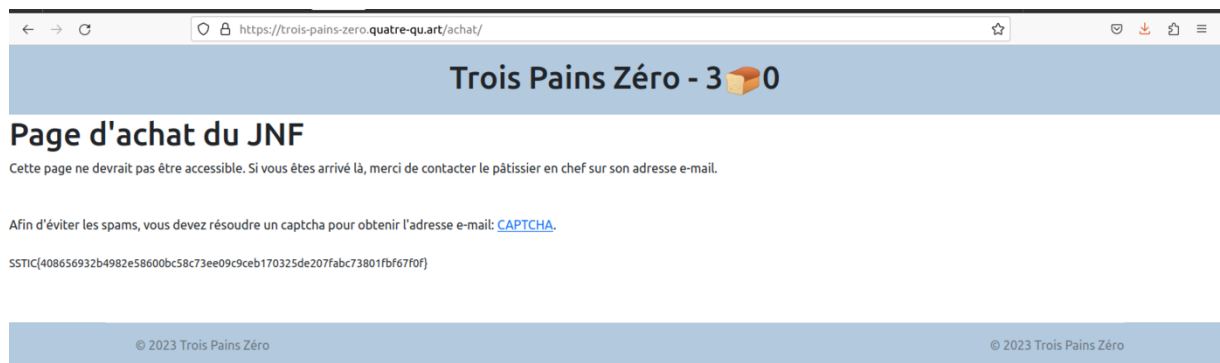 https://trois-pains-zero.quatre-qu.art/achat/
Trois Pains Zéro - 3🍞0
Page d'achat du JNF
Cette page ne devrait pas être accessible. Si vous êtes arrivé là, merci de contacter le pâtissier en chef sur son adresse e-mail.
Afin d'éviter les spams, vous devez résoudre un captcha pour obtenir l'adresse e-mail: CAPTCHA.
SSTIC{408656932b4982e58600bc58c73ee09c9ceb170325de207fabc73801fbf67f0f}
© 2023 Trois Pains Zéro
© 2023 Trois Pains Zéro